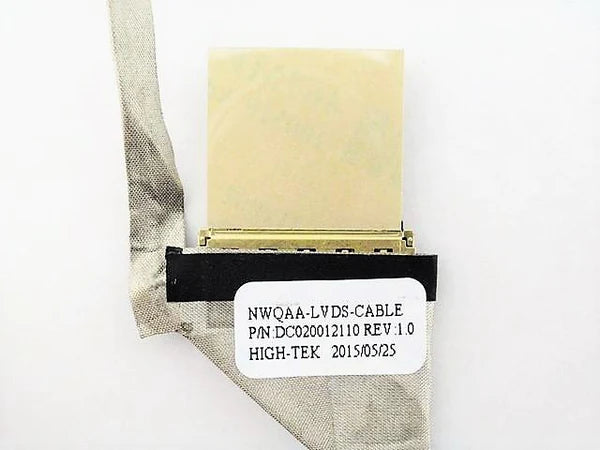 NWQAA-LVDS-CABLE
P/N:DC020012110 REV:1.0
HIGH-TEK 2015/05/25